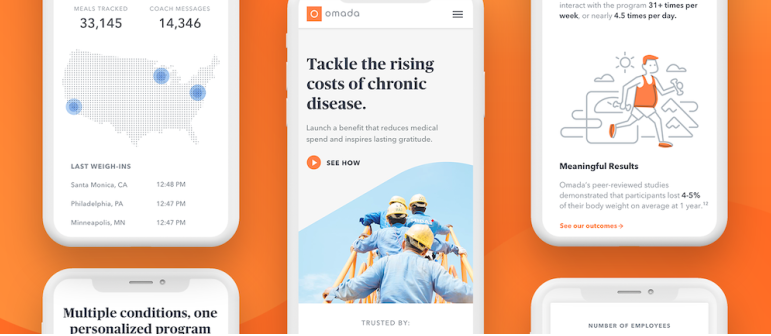 MEALS TRACKED COACH MESSAGES
33,145 14,346
LAST WEIGH-INS
Santa Monica, CA 12:48 PM
Philadelphia, PA 12:47 PM
Minneapolis, MN 12:47 PM
Multiple conditions, one
personalized program
omada
Tackle the rising
costs of chronic
disease.
Launch a benefit that reduces medical
spend and inspires lasting gratitude.
SEE HOW
TRUSTED BY:
interact with the program 31+ times per
week, or nearly 4.5 times per day.
Meaningful Results
Omada's peer-reviewed studies
demonstrated that participants lost 4-5%
of their body weight on average at 1 year.12
See our outcomes
NUMBER OF EMPLOYEES